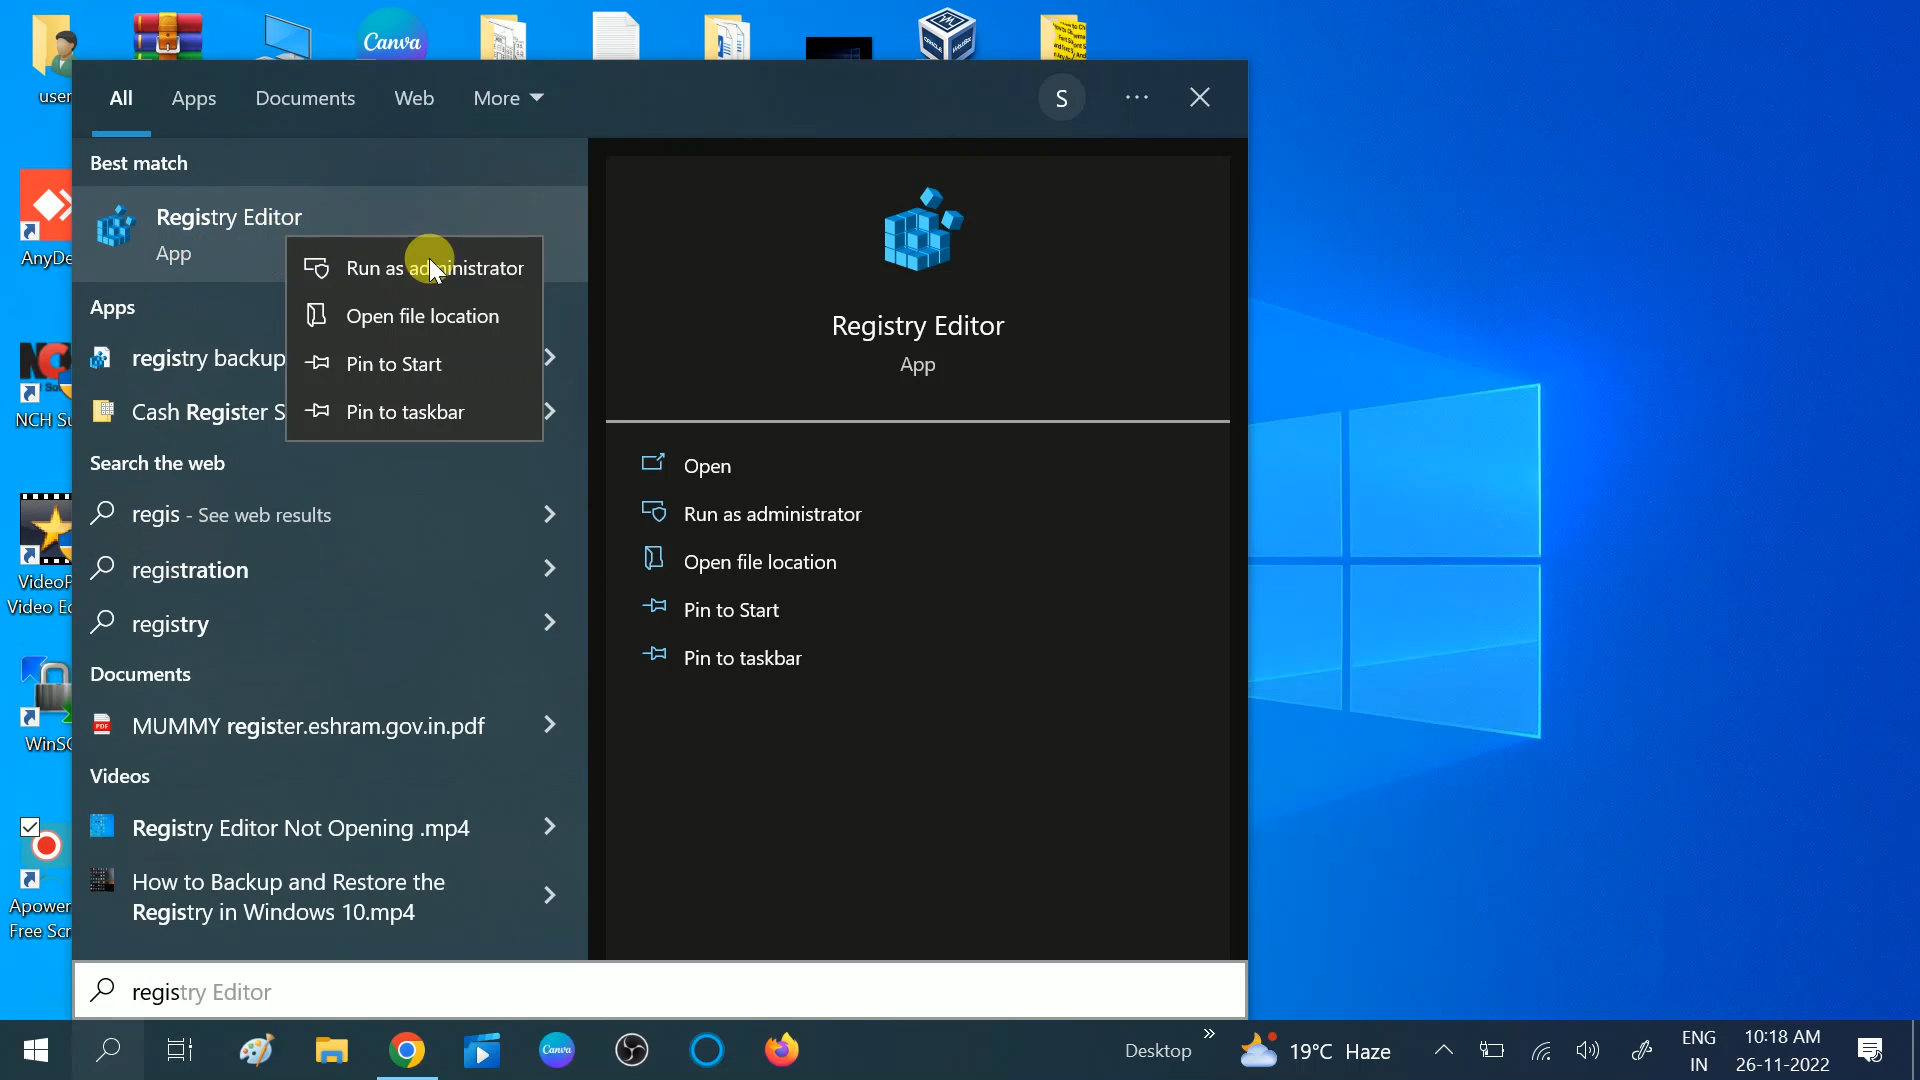 user
Canva
All
Apps
Documents
Web
More
S
Best match
Registry Editor
App
Run as administrator
Open file location
Pin to Start
Pin to taskbar
Apps
registry backup
Cash Register S
Search the web
regis - See web results
registration
registry
Documents
MUMMY register.eshram.gov.in.pdf
Videos
Registry Editor Not Opening .mp4
How to Backup and Restore the
Registry in Windows 10.mp4
Registry Editor
App
Open
Run as administrator
Open file location
Pin to Start
Pin to taskbar
AnyDe
NCH Su
VideoP
Video Ed
WinSC
Apower
Free Scr
registry Editor
Canva
Desktop
19°C Haze
ENG
IN
10:18 AM
26-11-2022